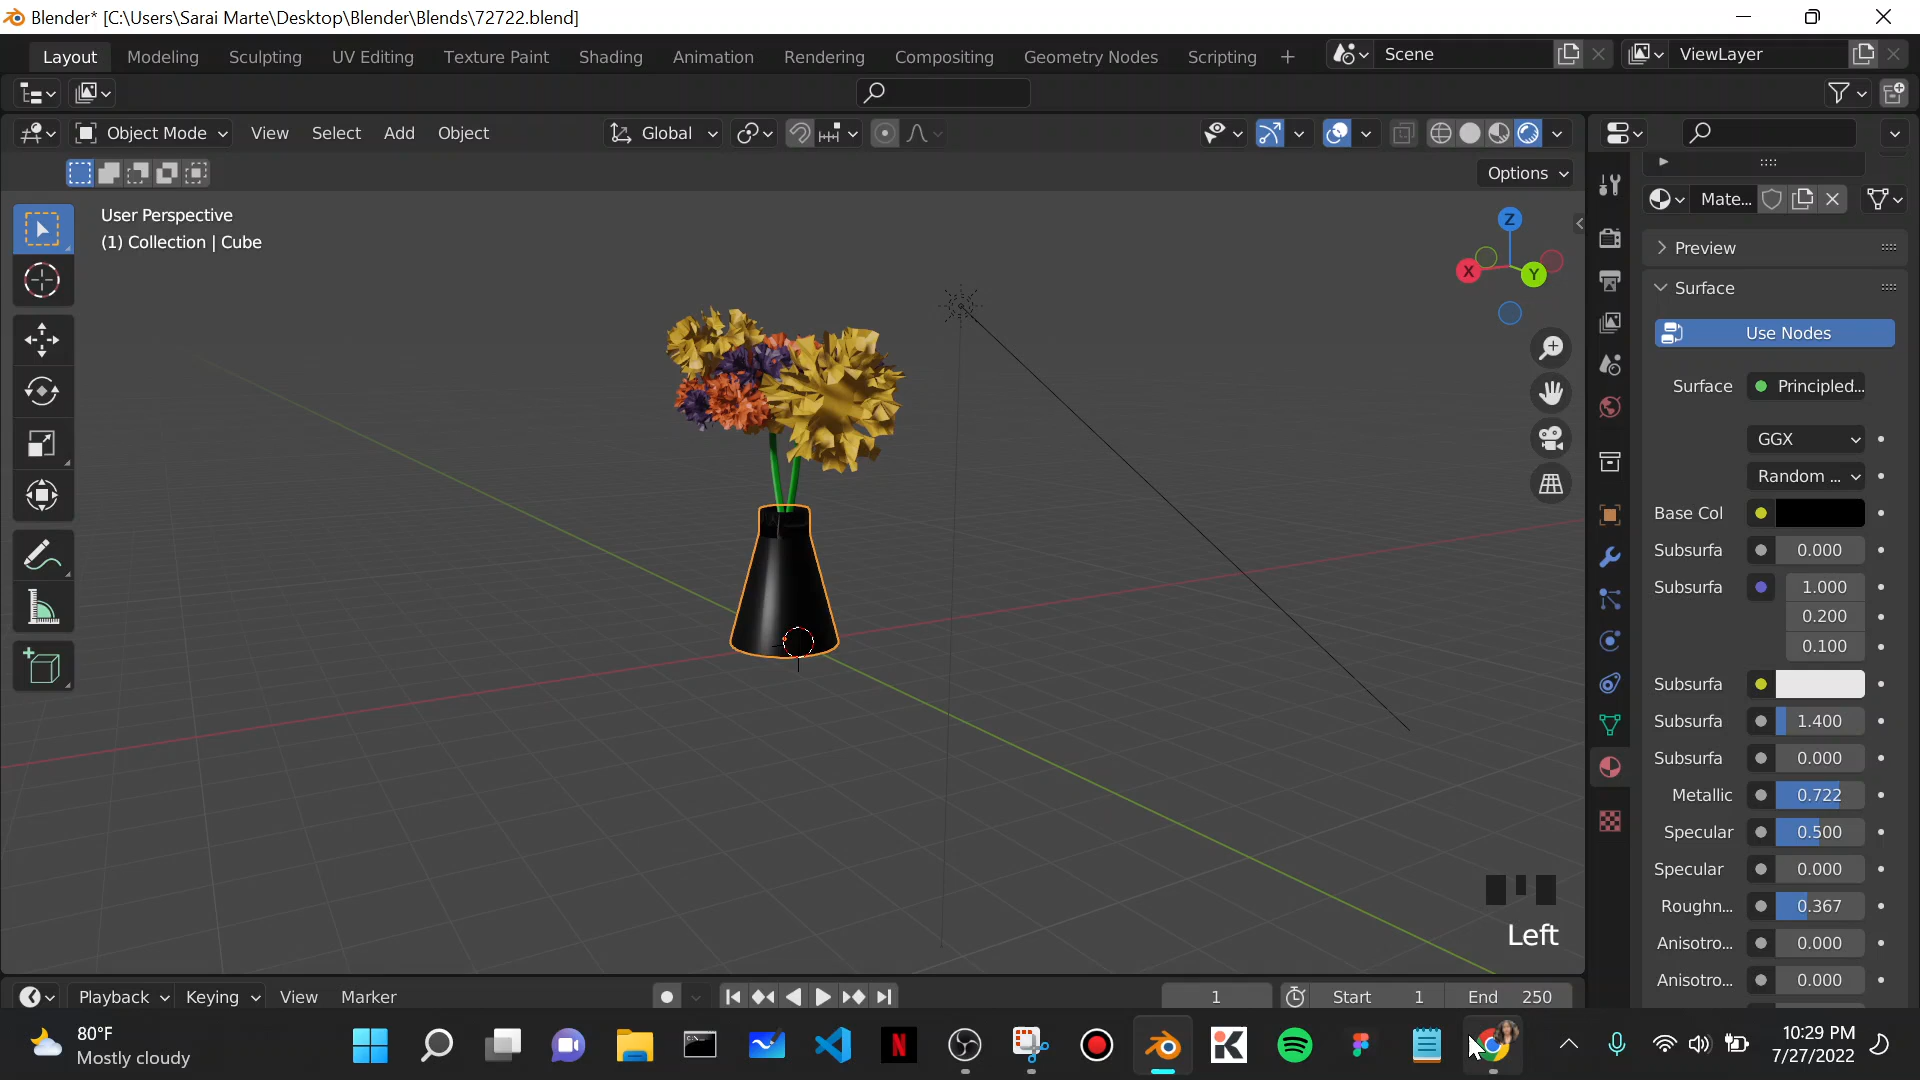 Blender* [C:\Users\Sarai Marte\Desktop\Blender\Blends\72722.blend]
Layout Modeling Sculpting UV Editing Texture Paint Shading Animation Rendering Compositing Geometry Nodes Scripting + Scene ViewLayer
Object Mode View Select Add Object Global
Options
User Perspective
(1) Collection | Cube
Z
X
Y
Mate...
Preview
Surface
Use Nodes
Surface Principled...
GGX
Random ...
Base Col
Subsurfa 0.000
Subsurfa 1.000
0.200
0.100
Subsurfa
Subsurfa 1.400
Subsurfa 0.000
Metallic 0.722
Specular 0.500
Specular 0.000
Roughn... 0.367
Anisotro... 0.000
Anisotro... 0.000
Left
Playback Keying View Marker 1 Start 1 End 250
80°F
Mostly cloudy
N
K
10:29 PM
7/27/2022